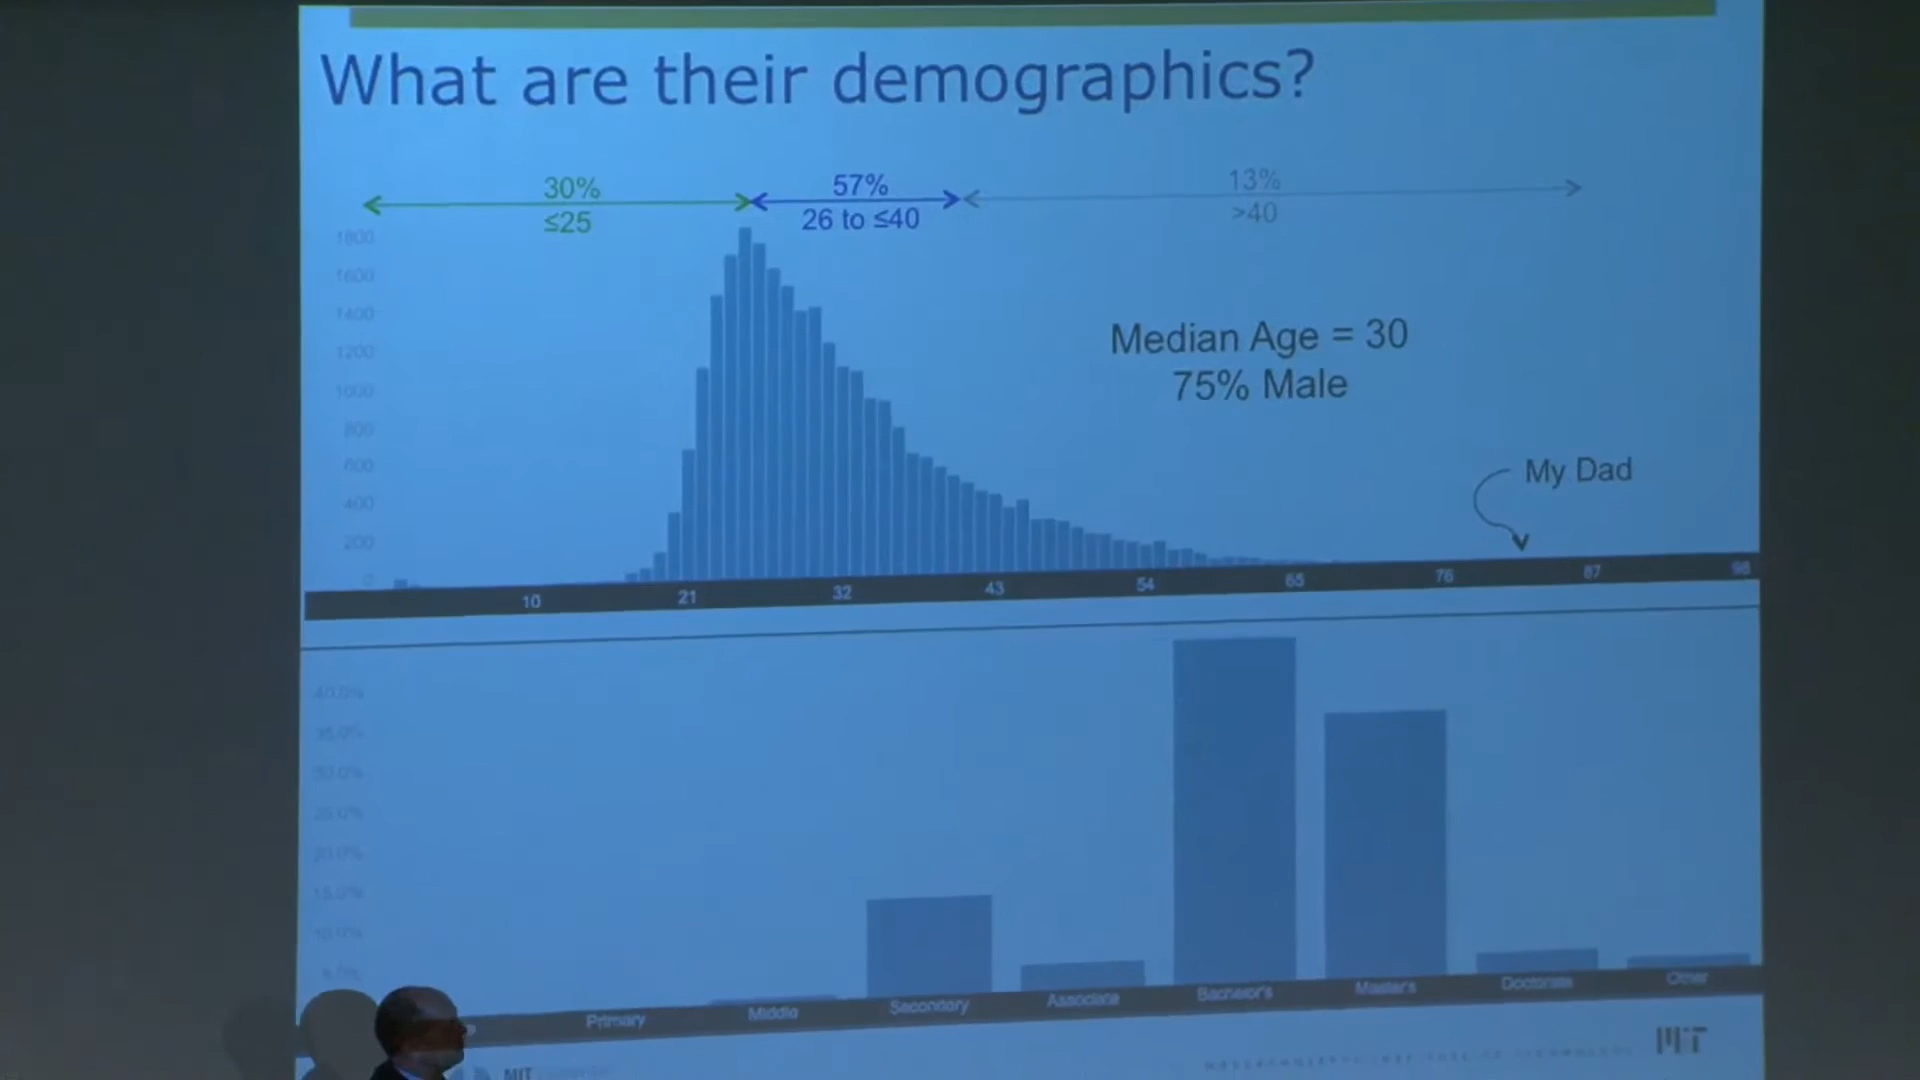 What are their demographics?
30%
≤25
57%
26 to ≤40
13%
>40
1800
1600
1400
1200
1000
800
600
400
200
0
Median Age = 30
75% Male
My Dad
10 21 32 43 54 65 76 87 98
40.0%
35.0%
30.0%
25.0%
20.0%
15.0%
10.0%
5.0%
Primary Middle Secondary Associate Bachelor's Master's Doctorate Other
MIT
MIT